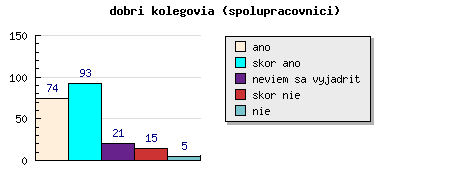 dobri kolegovia (spolupracovnici)
150
100
50
0
74
93
21
15
5
ano
skor ano
neviem sa vyjadrit
skor nie
nie